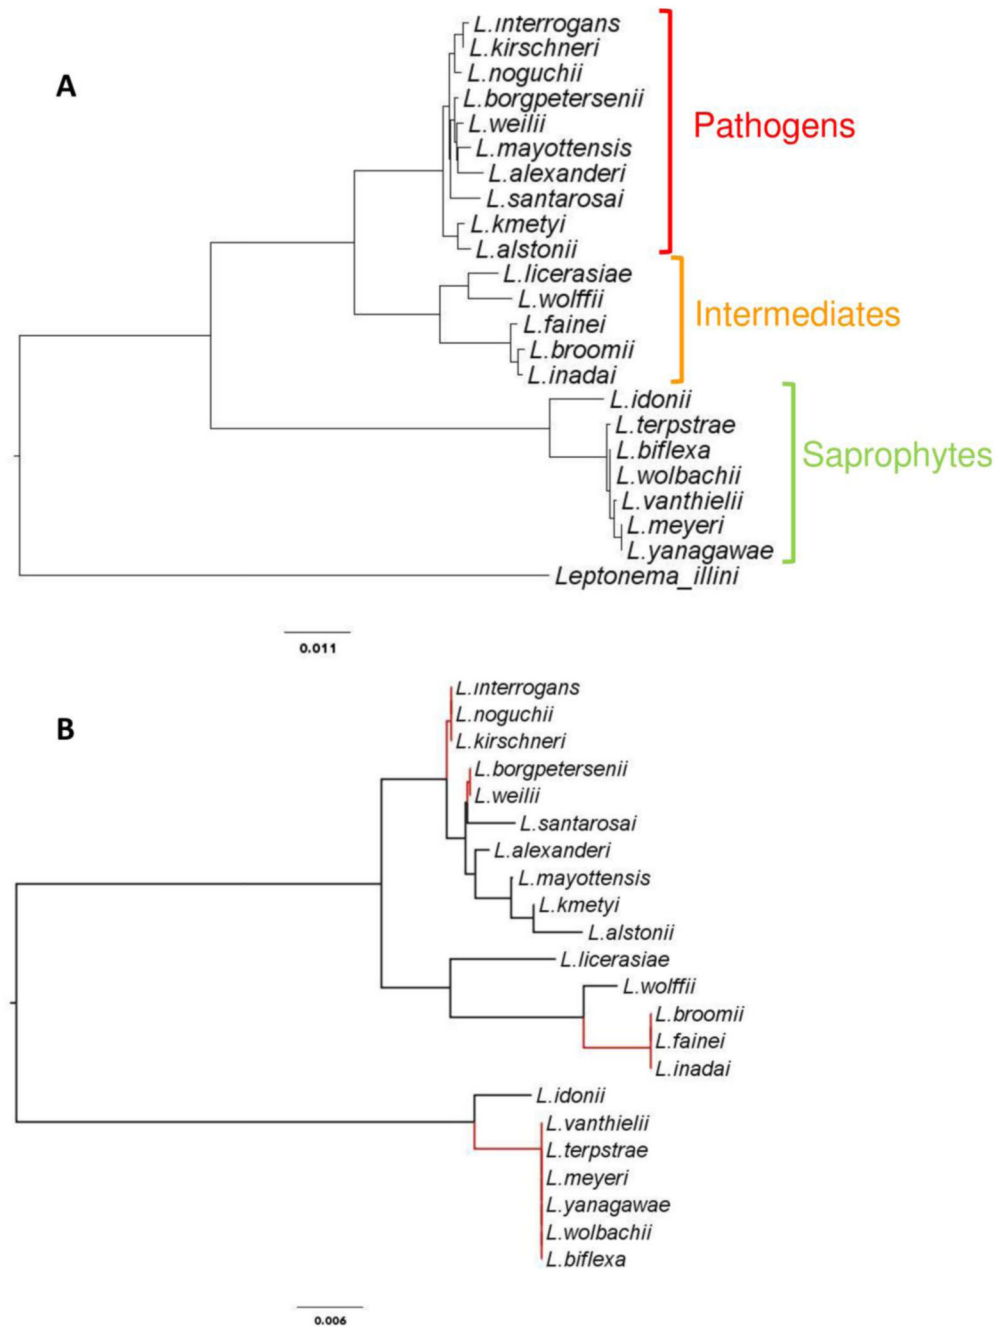 A
L.interrogans
L.kirschneri
L.noguchii
L.borgpetersenii
L.weilii
L.mayottensis
L.alexanderi
L.santarosai
L.kmetyi
L.alstonii
Pathogens
L.licerasiae
L.wolffii
L.fainei
L.broomii
L.inadai
Intermediates
L.idonii
L.terpstrae
L.biflexa
L.wolbachii
L.vanthielii
L.meyeri
L.yanagawae
Saprophytes
Leptonema_illini
0.011
B
L.interrogans
L.noguchii
L.kirschneri
L.borgpetersenii
L.weilii
L.santarosai
L.alexanderi
L.mayottensis
L.kmetyi
L.alstonii
L.licerasiae
L.wolffii
L.broomii
L.fainei
L.inadai
L.idonii
L.vanthielii
L.terpstrae
L.meyeri
L.yanagawae
L.wolbachii
L.biflexa
0.006